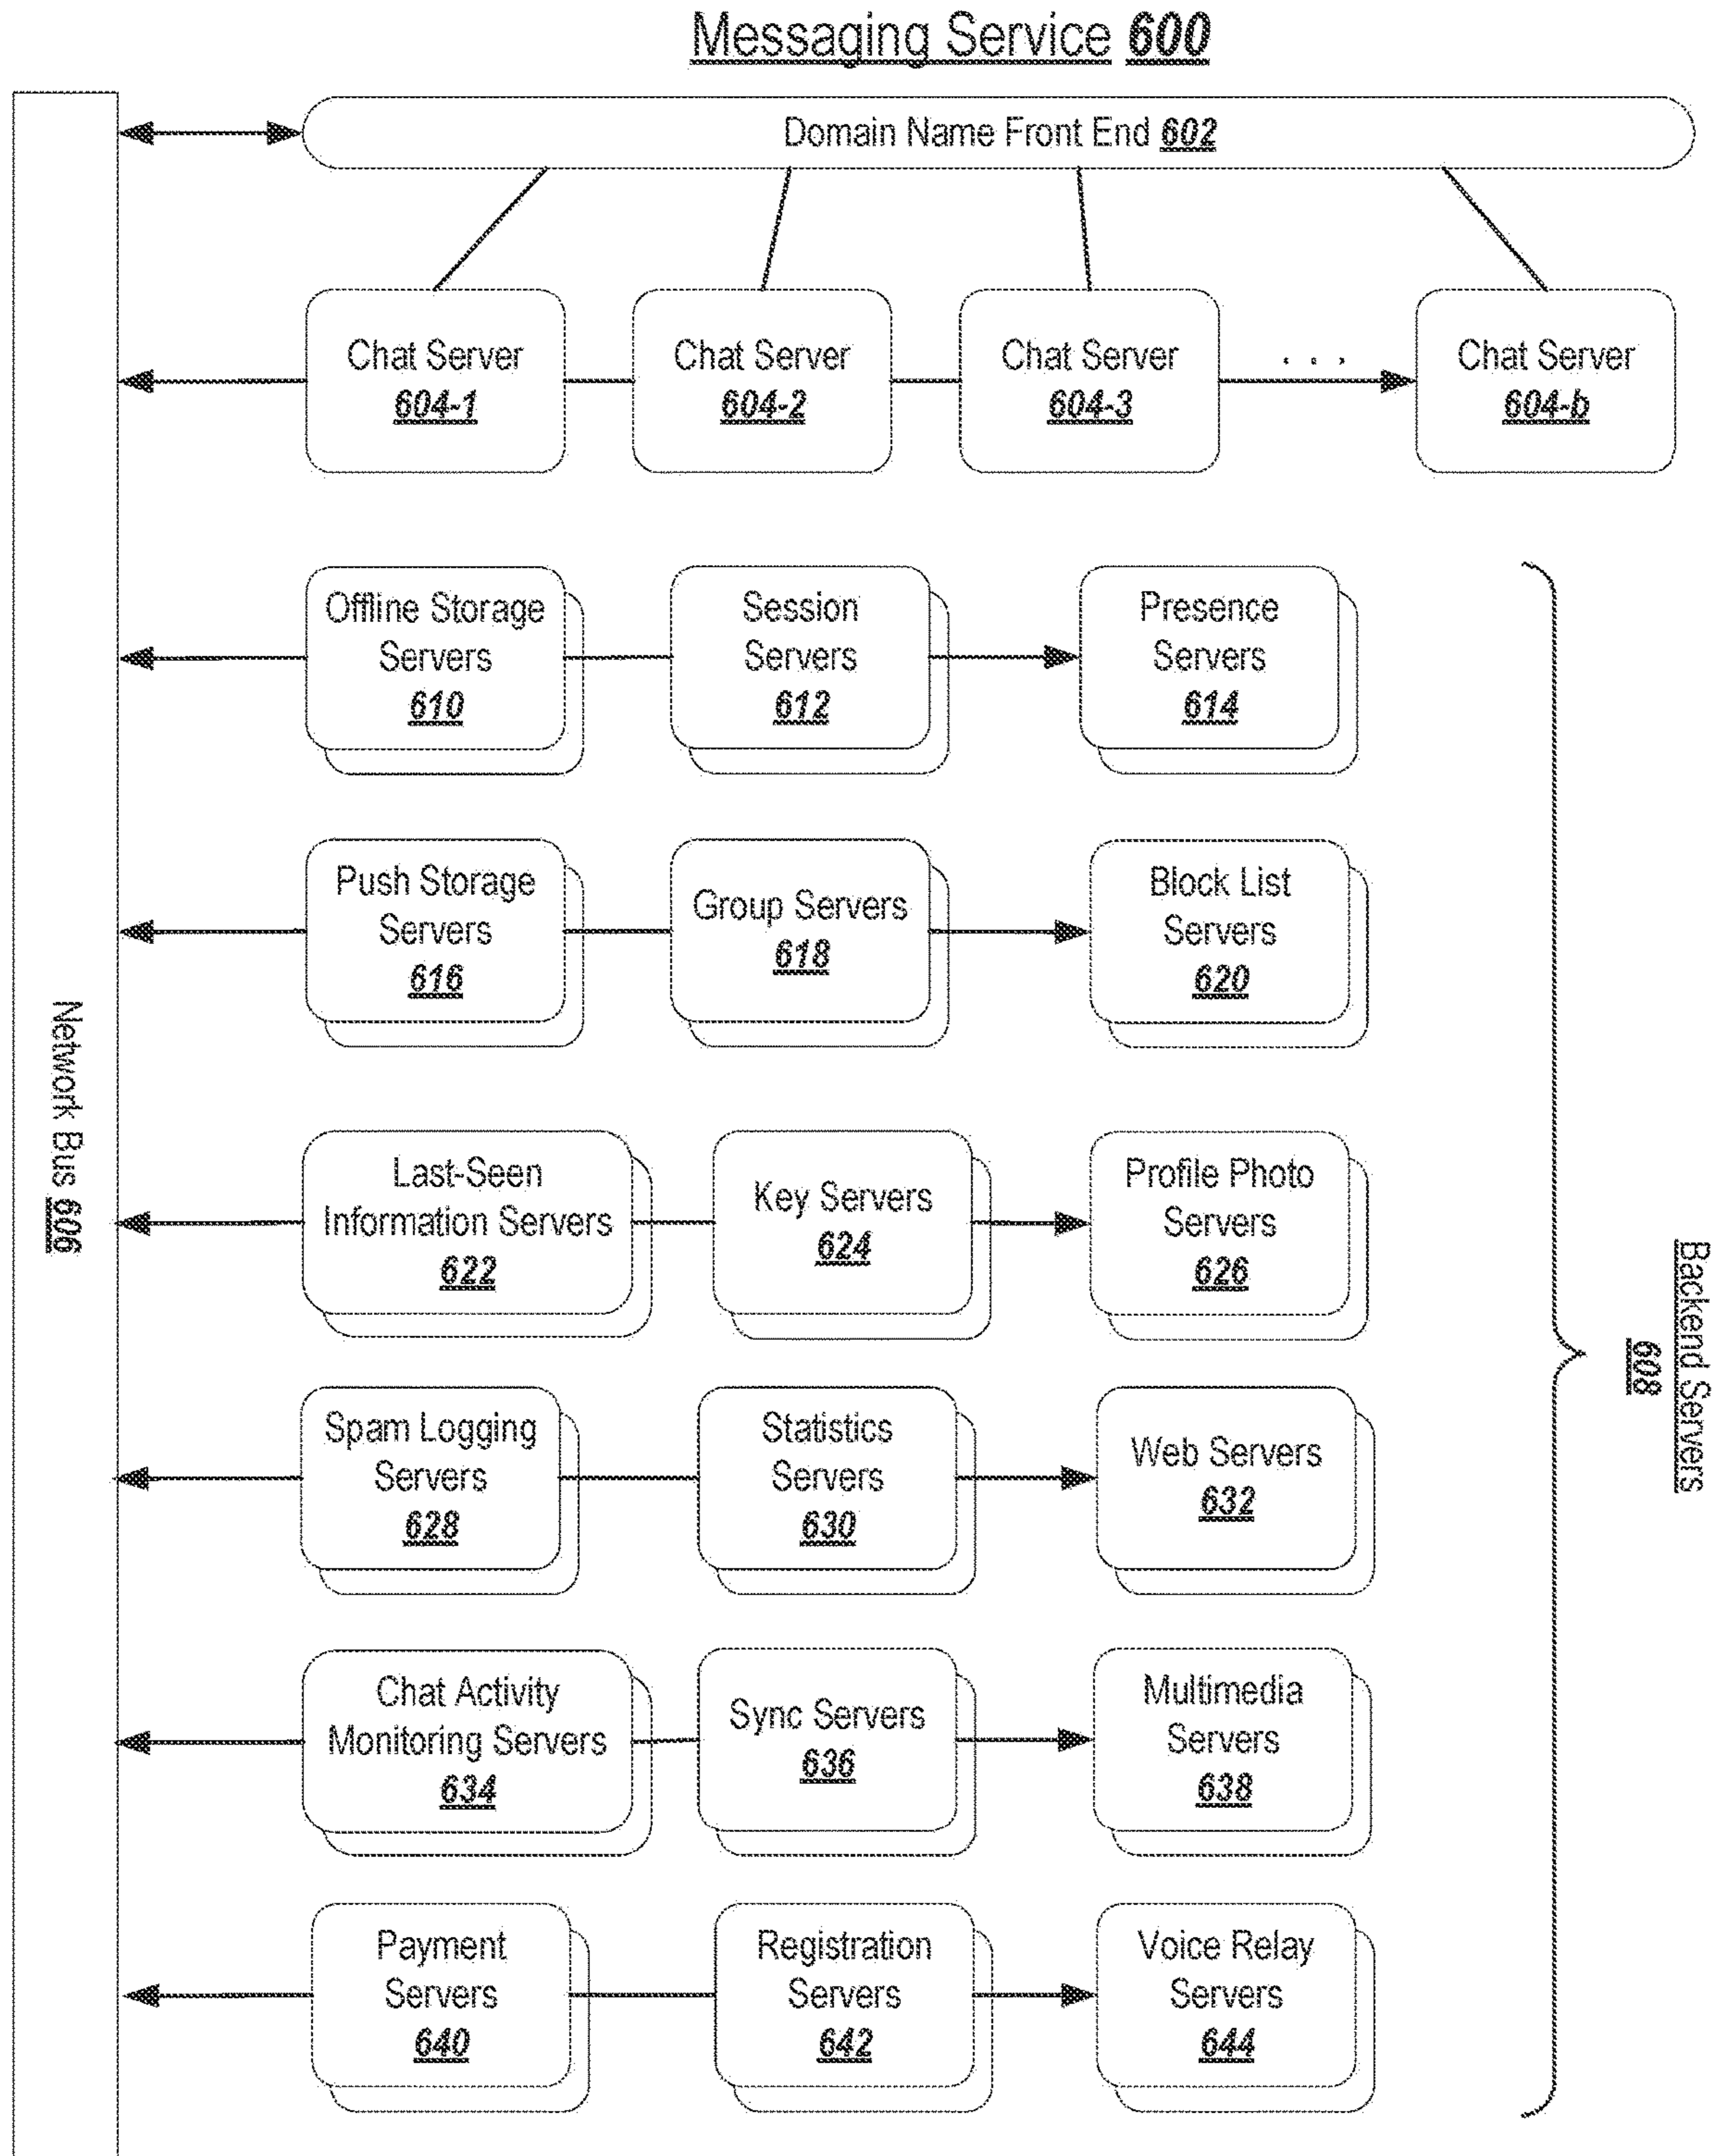 Messaging Service 600
Domain Name Front End 602
Chat Server
604-1
Chat Server
604-2
Chat Server
604-3
. . .
Chat Server
604-b
Offline Storage
Servers
610
Session
Servers
612
Presence
Servers
614
Push Storage
Servers
616
Group Servers
618
Block List
Servers
620
Network Bus 606
Last-Seen
Information Servers
622
Key Servers
624
Profile Photo
Servers
626
Backend Servers
608
Spam Logging
Servers
628
Statistics
Servers
630
Web Servers
632
Chat Activity
Monitoring Servers
634
Sync Servers
636
Multimedia
Servers
638
Payment
Servers
640
Registration
Servers
642
Voice Relay
Servers
644